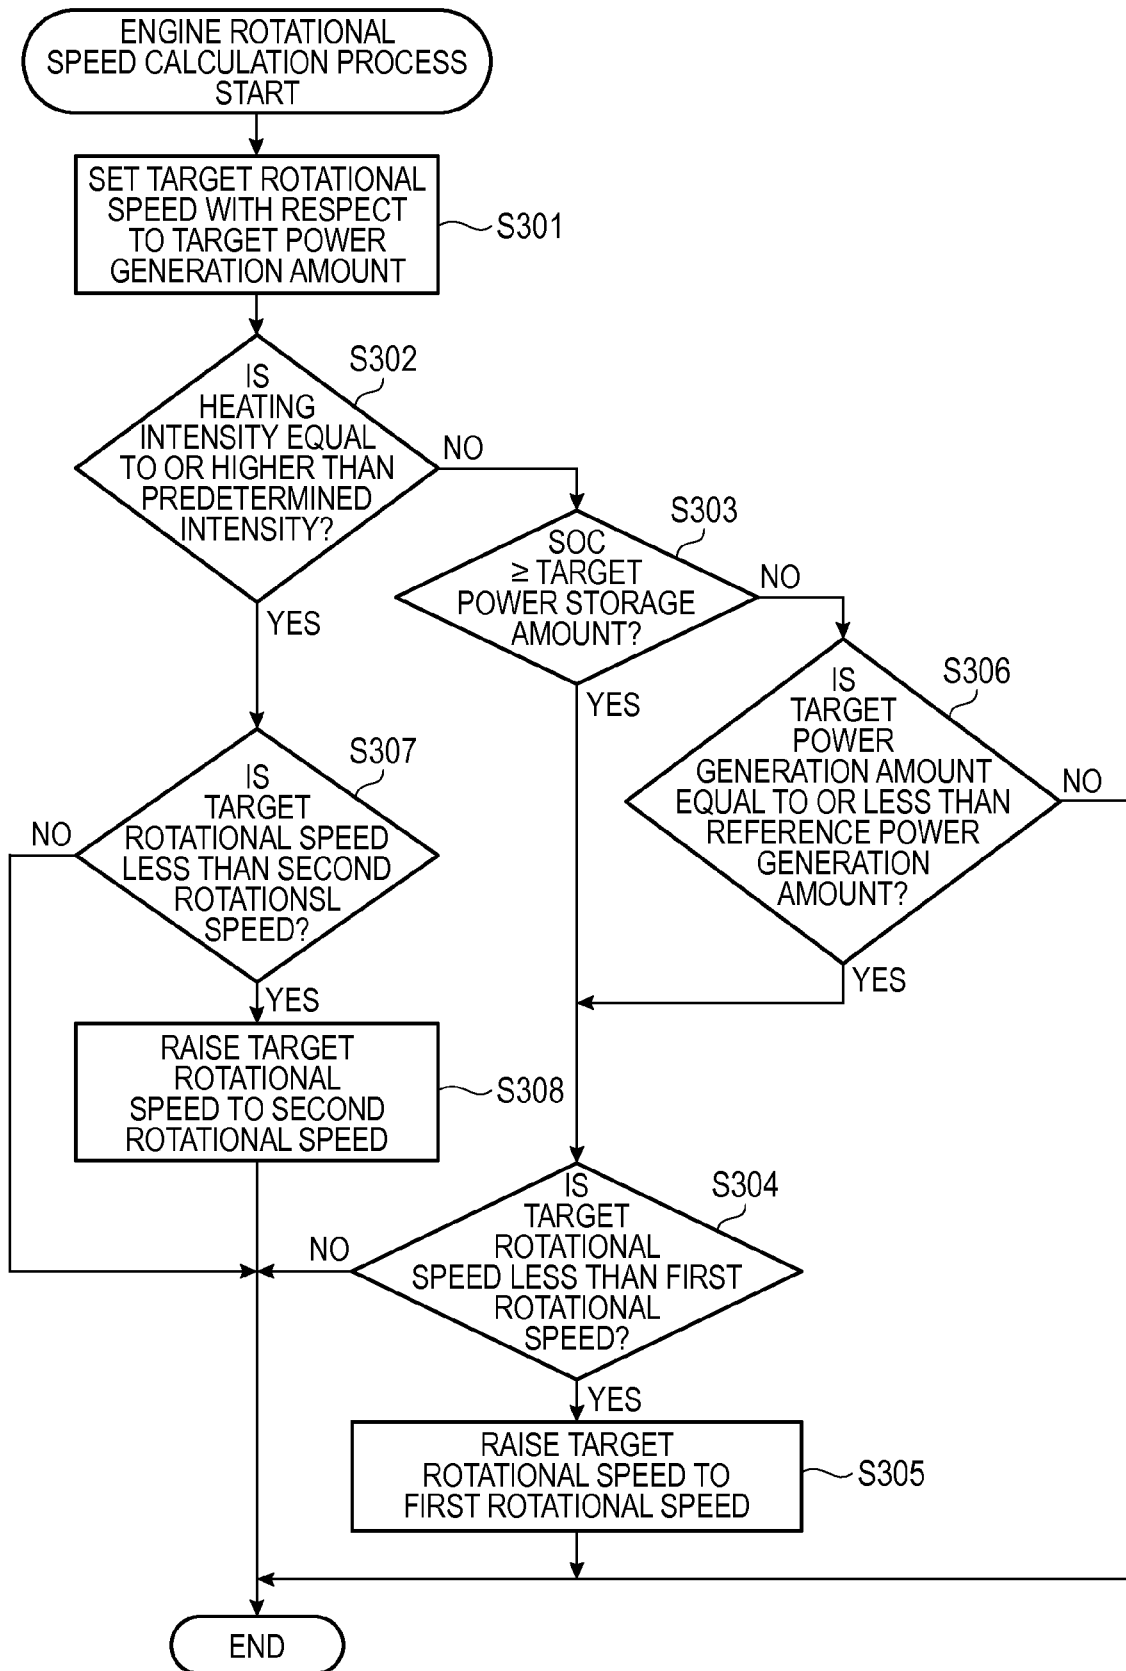 ENGINE ROTATIONAL
SPEED CALCULATION PROCESS
START
SET TARGET ROTATIONAL
SPEED WITH RESPECT
TO TARGET POWER
GENERATION AMOUNT
S301
IS
HEATING
INTENSITY EQUAL
TO OR HIGHER THAN
PREDETERMINED
INTENSITY?
S302
NO
YES
SOC
≥ TARGET
POWER STORAGE
AMOUNT?
S303
NO
YES
IS
TARGET
POWER
GENERATION AMOUNT
EQUAL TO OR LESS THAN
REFERENCE POWER
GENERATION
AMOUNT?
S306
NO
YES
IS
TARGET
ROTATIONAL SPEED
LESS THAN SECOND
ROTATIONSL
SPEED?
S307
NO
YES
RAISE TARGET
ROTATIONAL
SPEED TO SECOND
ROTATIONAL SPEED
S308
IS
TARGET
ROTATIONAL
SPEED LESS THAN FIRST
ROTATIONAL
SPEED?
S304
NO
YES
RAISE TARGET
ROTATIONAL SPEED TO
FIRST ROTATIONAL SPEED
S305
END